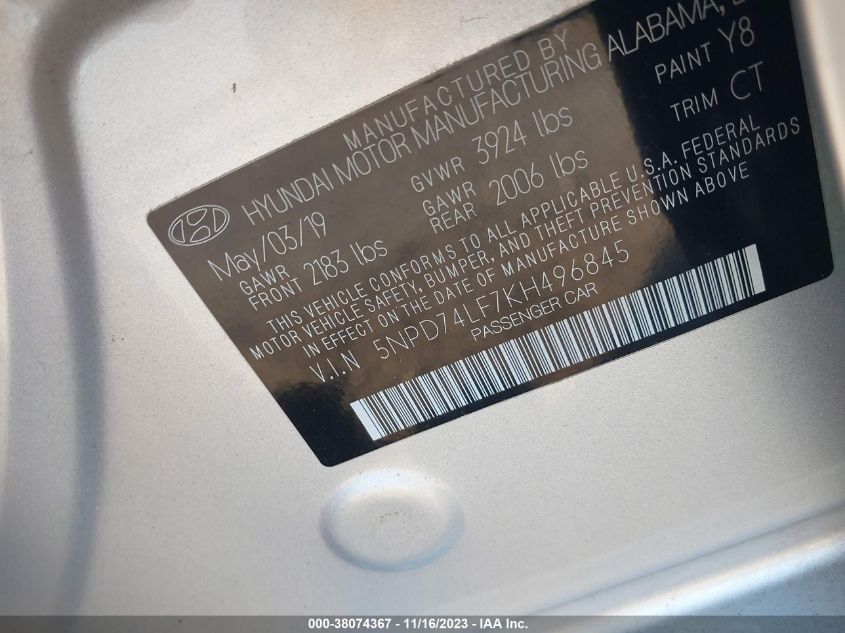 MANUFACTURED BY
HYUNDAI MOTOR MANUFACTURING ALABAMA,
May/03/19 GVWR 3924 lbs PAINT Y8
GAWR FRONT 2183 lbs GAWR REAR 2006 lbs TRIM CT
THIS VEHICLE CONFORMS TO ALL APPLICABLE U.S.A. FEDERAL
MOTOR VEHICLE SAFETY, BUMPER, AND THEFT PREVENTION STANDARDS
IN EFFECT ON THE DATE OF MANUFACTURE SHOWN ABOVE
V.I.N 5NPD74LF7KH496845
PASSENGER CAR
000-38074367 - 11/16/2023 - IAA Inc.